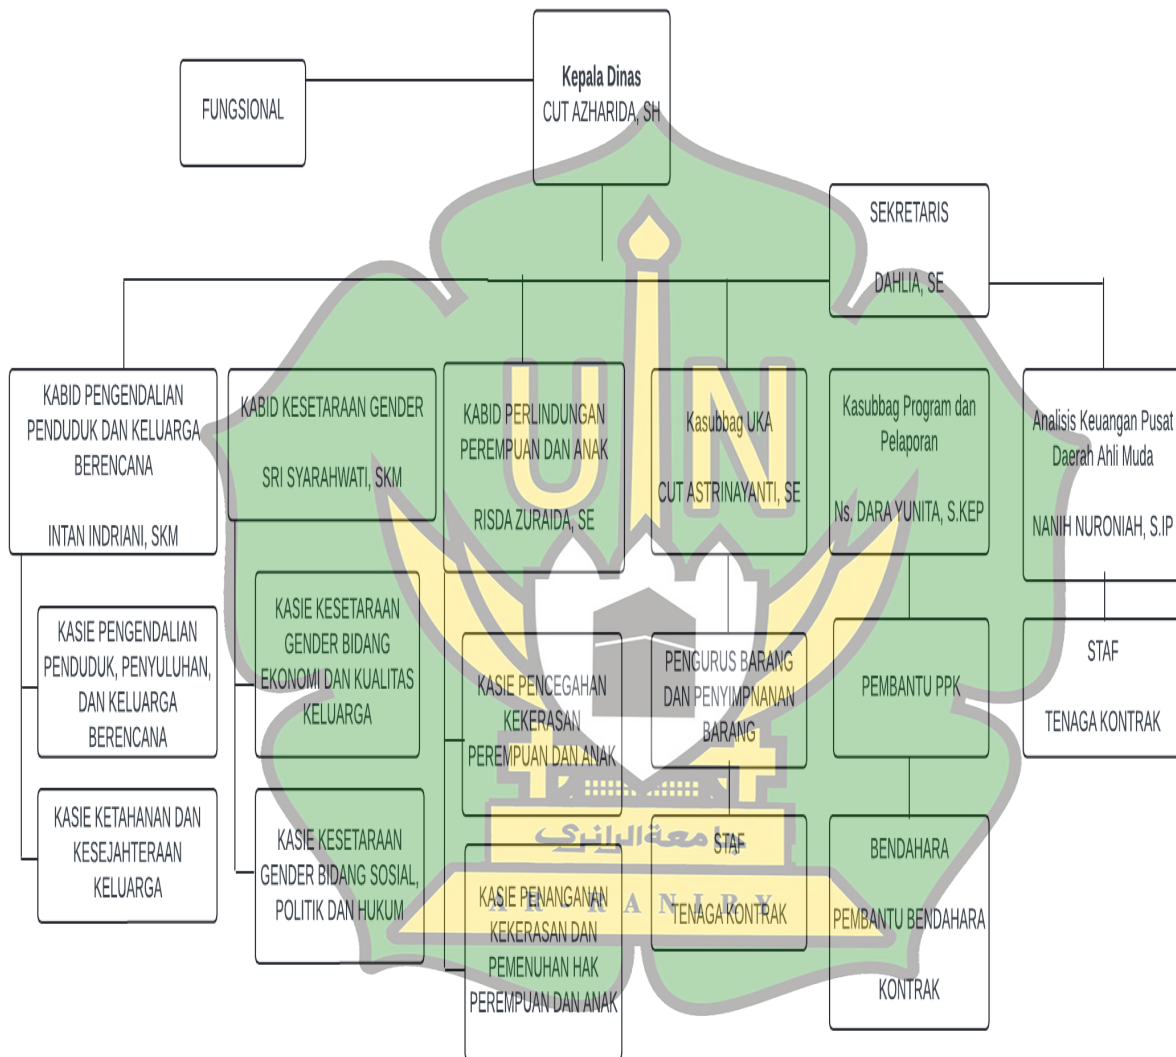 Kepala Dinas
CUT AZHARIDA, SH
FUNGSIONAL
SEKRETARIS
DAHLIA, SE
KABID PENGENDALIAN
PENDUDUK DAN KELUARGA
BERENCANA
INTAN INDRIANI, SKM
KABID KESETARAAN GENDER
SRI SYARAHWATI, SKM
KABID PERLINDUNGAN
PEREMPUAN DAN ANAK
RISDA ZURAIDA, SE
Kasubbag UKA
CUT ASTRINAYANTI, SE
Kasubbag Program dan
Pelaporan
Ns. DARA YUNITA, S.KEP
Analisis Keuangan Pusat
Daerah Ahli Muda
NANIH NURONIAH, S.IP
KASIE PENGENDALIAN
PENDUDUK, PENYULUHAN,
DAN KELUARGA
BERENCANA
KASIE KESETARAAN
GENDER BIDANG
EKONOMI DAN KUALITAS
KELUARGA
KASIE PENCEGAHAN
KEKERASAN
PEREMPUAN DAN ANAK
PENGURUS BARANG
DAN PENYIMPNANAN
BARANG
PEMBANTU PPK
STAF
TENAGA KONTRAK
KASIE KETAHANAN DAN
KESEJAHTERAAN
KELUARGA
KASIE KESETARAAN
GENDER BIDANG SOSIAL,
POLITIK DAN HUKUM
KASIE PENANGANAN
KEKERASAN DAN
PEMENUHAN HAK
PEREMPUAN DAN ANAK
STAF
TENAGA KONTRAK
BENDAHARA
PEMBANTU BENDAHARA
KONTRAK
UIN
جامعة الرانري
AR-RANIRY